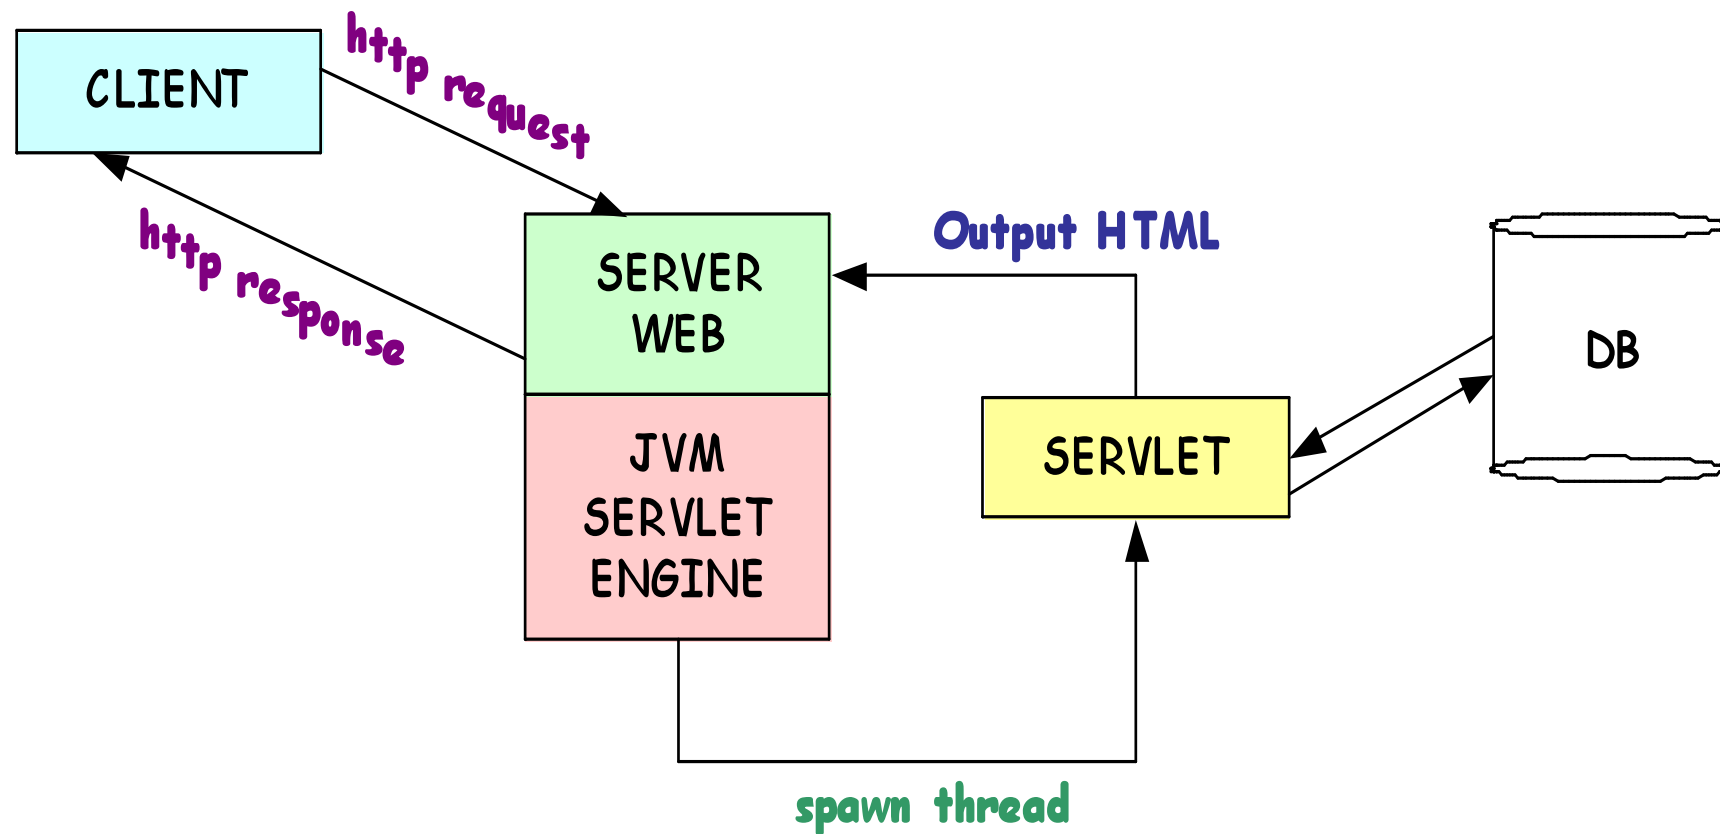 http request
CLIENT
http response
Output HTML
SERVER
WEB
DB
SERVLET
JVM
SERVLET
ENGINE
spawn thread